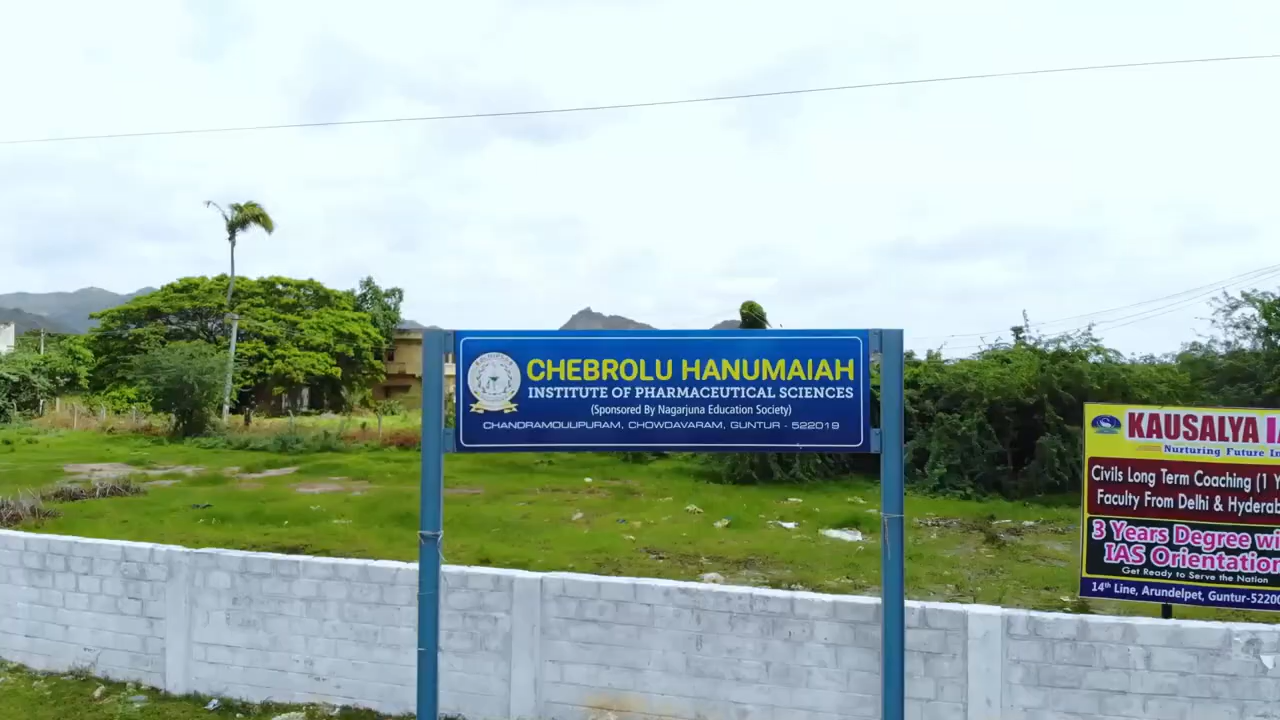 CHEBROLU HANUMAIAH
INSTITUTE OF PHARMACEUTICAL SCIENCES
(Sponsored By Nagarjuna Education Society)
CHANDRAMOULIPURAM, CHOWDAVARAM, GUNTUR - 522019
KAUSALYA
Nurturing Future
Civils Long Term Coaching (1
Faculty From Delhi &
3 Years Degree
IAS Orientation
Get Ready to Serve the Nation
14th Line, Arundelpet, Guntur-